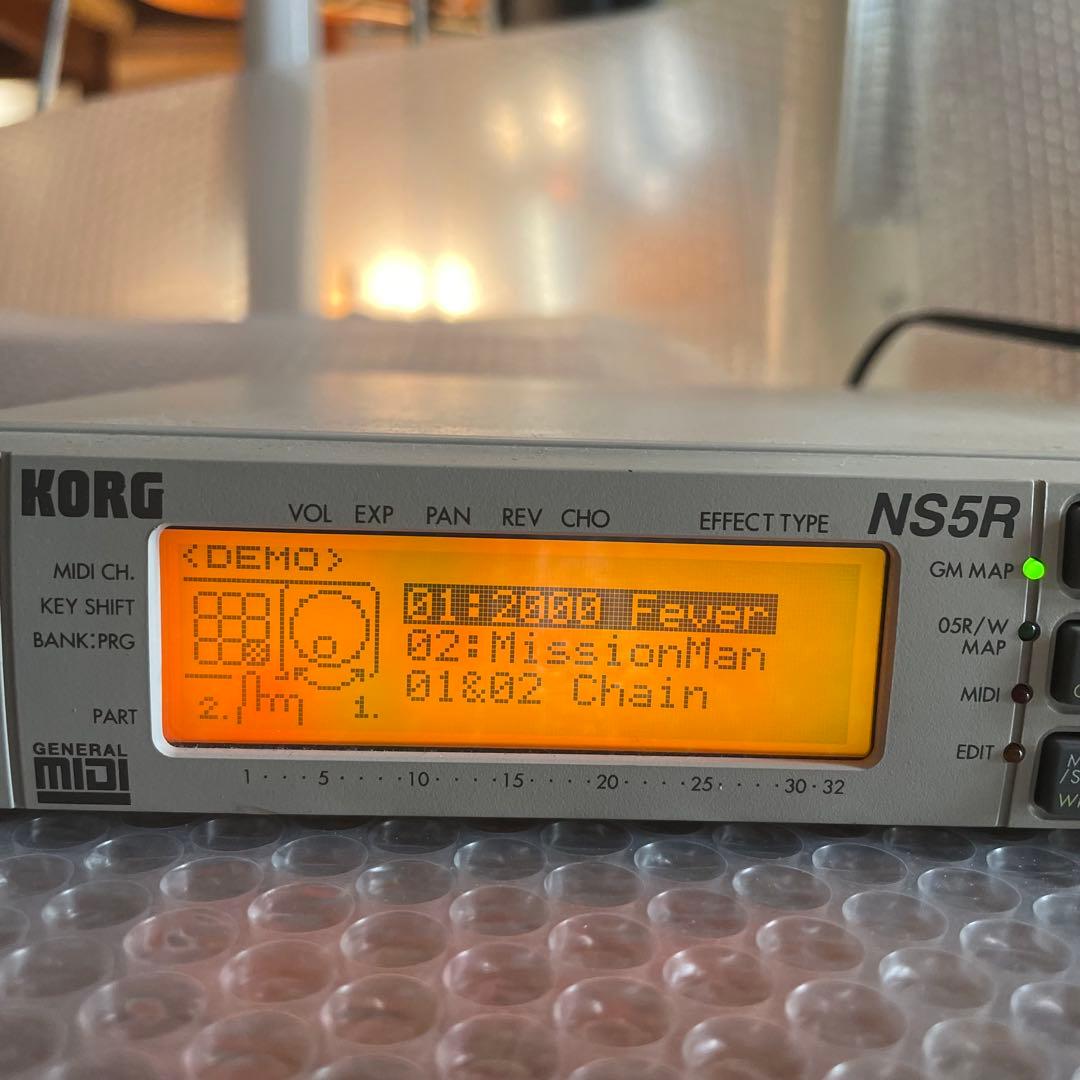 KORG
VOL EXP PAN REV CHO EFFECT TYPE
NS5R
MIDI CH.
KEY SHIFT
BANK:PRG
PART
GENERAL
MIDI
<DEMO>
01:2000 Fever
02:MissionMan
01&02 Chain
2.
1.
1 · · · 5 · · · · 10 · · · · 15 · · · · 20 · · · · 25 · · · · 30 · 32
GM MAP
05R/W
MAP
MIDI
EDIT